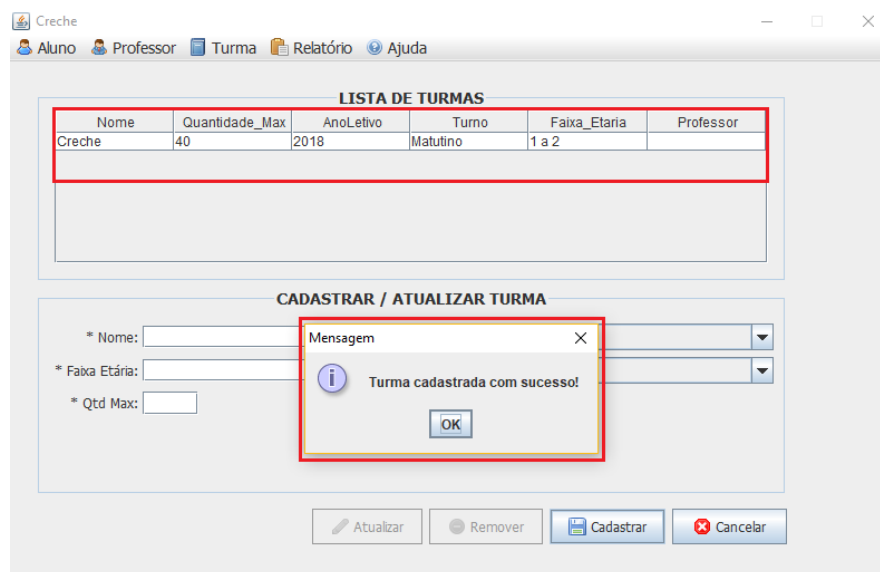 Creche
Aluno Professor Turma Relatório Ajuda
LISTA DE TURMAS
Nome Quantidade_Max AnoLetivo Turno Faixa_Etaria Professor
Creche 40 2018 Matutino 1 a 2
CADASTRAR / ATUALIZAR TURMA
* Nome:
Mensagem
* Faixa Etária:
Turma cadastrada com sucesso!
* Qtd Max:
OK
Atualizar Remover Cadastrar Cancelar